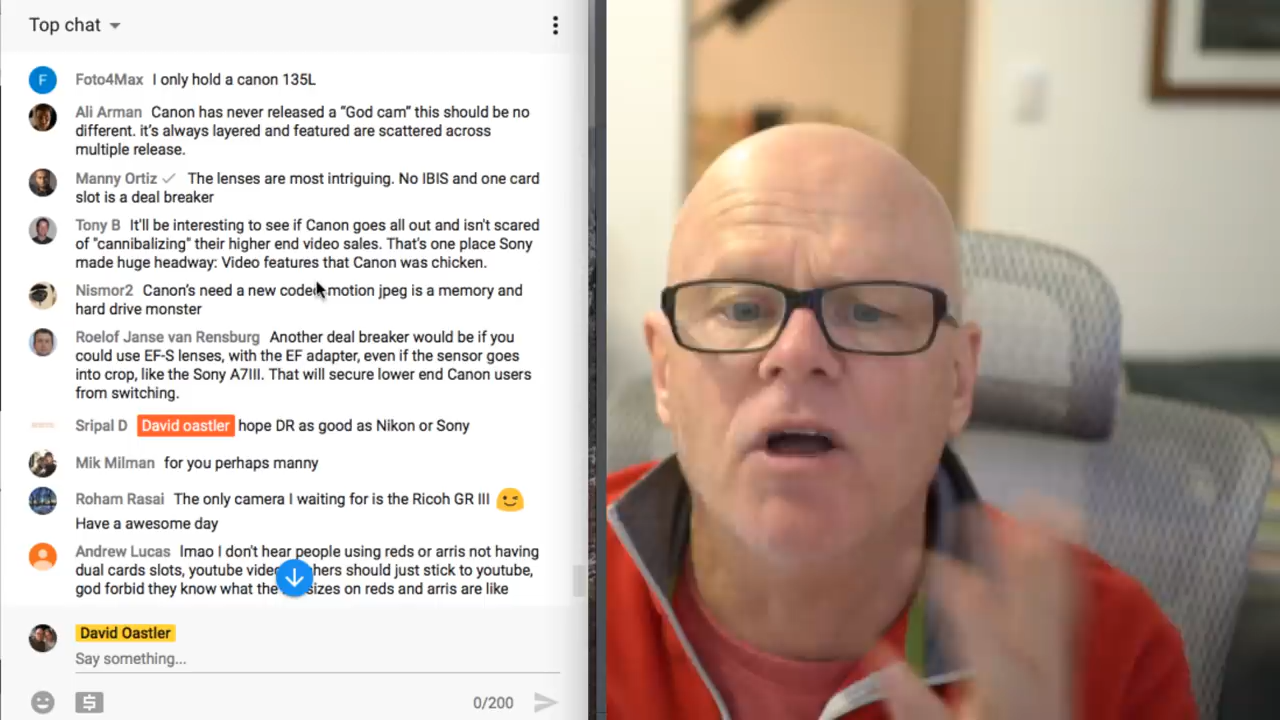 Top chat
F Foto4Max I only hold a canon 135L
Ali Arman Canon has never released a “God cam” this should be no
different. it’s always layered and featured are scattered across
multiple release.
Manny Ortiz The lenses are most intriguing. No IBIS and one card
slot is a deal breaker
Tony B It'll be interesting to see if Canon goes all out and isn't scared
of "cannibalizing" their higher end video sales. That's one place Sony
made huge headway: Video features that Canon was chicken.
Nismor2 Canon’s need a new codec motion jpeg is a memory and
hard drive monster
Roelof Janse van Rensburg Another deal breaker would be if you
could use EF-S lenses, with the EF adapter, even if the sensor goes
into crop, like the Sony A7III. That will secure lower end Canon users
from switching.
Sripal D David oastler hope DR as good as Nikon or Sony
Mik Milman for you perhaps manny
Roham Rasai The only camera I waiting for is the Ricoh GR III
Have a awesome day
Andrew Lucas lmao I don't hear people using reds or arris not having
dual cards slots, youtube should just stick to youtube,
god forbid they know what the on reds and arris are like
David Oastler
Say something...
0/200